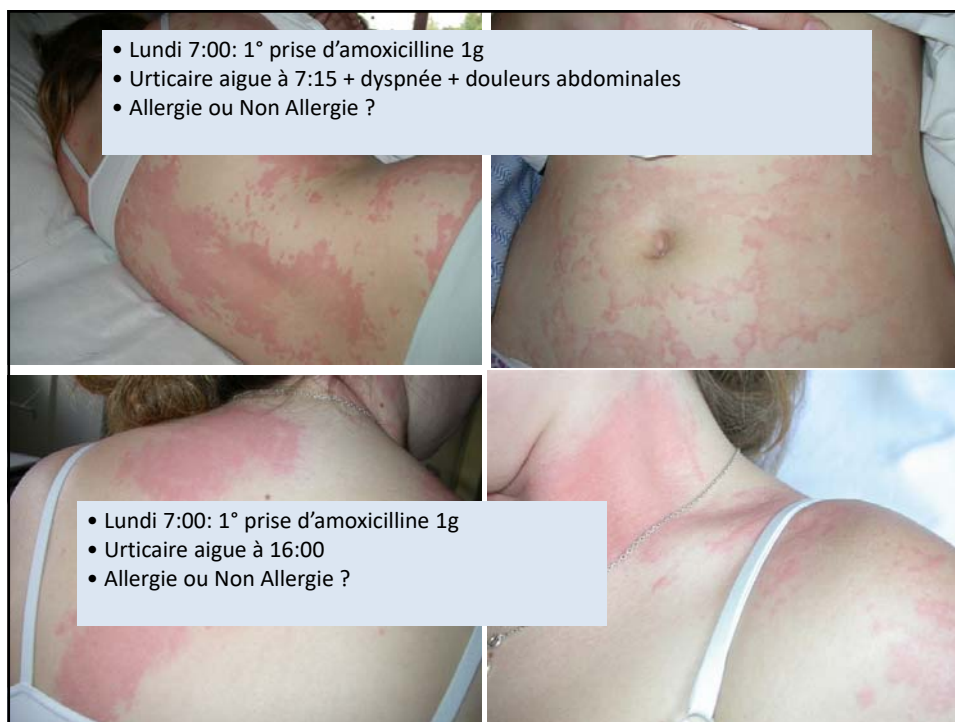 • Lundi 7:00: 1° prise d’amoxicilline 1g
• Urticaire aigue à 7:15 + dyspnée + douleurs abdominales
• Allergie ou Non Allergie ?
• Lundi 7:00: 1° prise d’amoxicilline 1g
• Urticaire aigue à 16:00
• Allergie ou Non Allergie ?